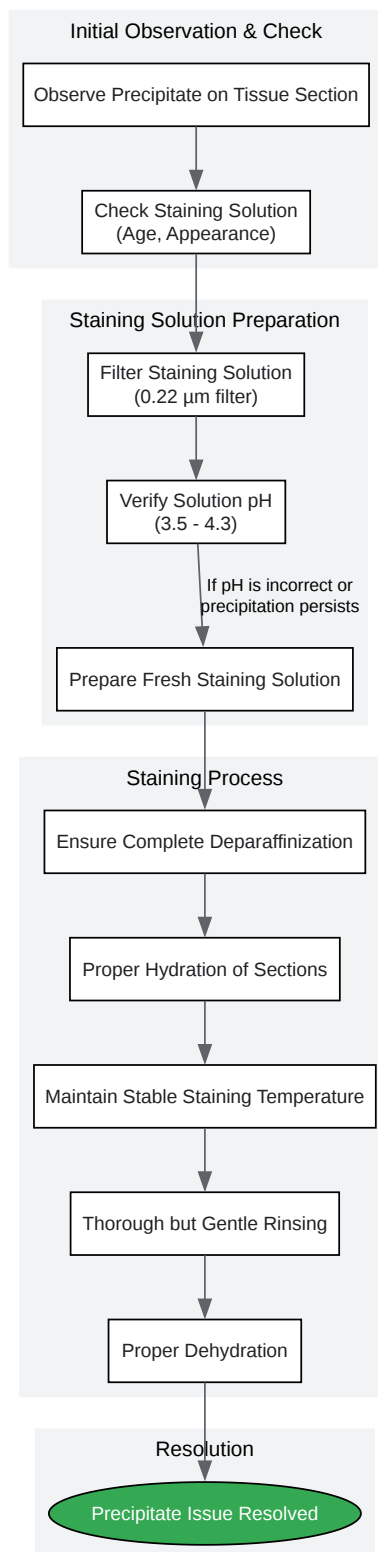 Initial Observation & Check
Observe Precipitate on Tissue Section
Check Staining Solution
(Age, Appearance)
Staining Solution Preparation
Filter Staining Solution
(0.22 µm filter)
Verify Solution pH
(3.5 - 4.3)
If pH is incorrect or
precipitation persists
Prepare Fresh Staining Solution
Staining Process
Ensure Complete Deparaffinization
Proper Hydration of Sections
Maintain Stable Staining Temperature
Thorough but Gentle Rinsing
Proper Dehydration
Resolution
Precipitate Issue Resolved